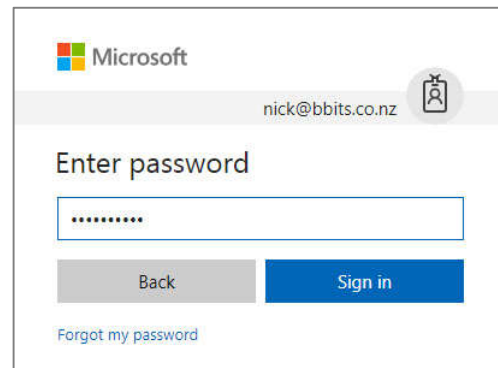 Microsoft
nick@bbits.co.nz
Enter password
••••••••••
Back Sign in
Forgot my password